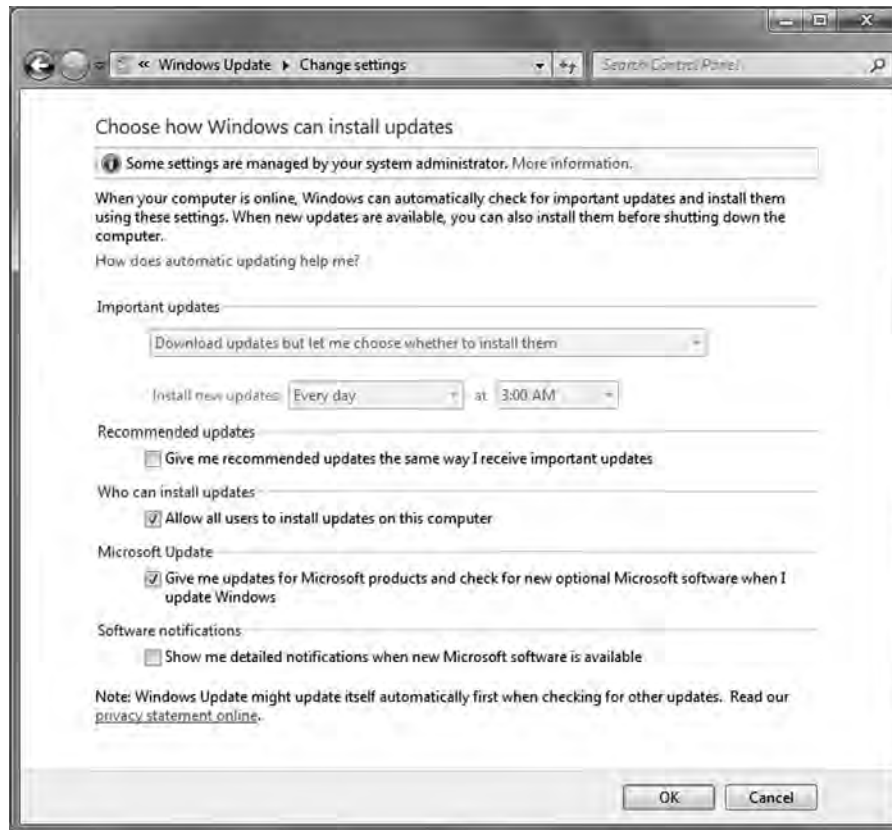 « Windows Update ▸ Change settings
Search Control Panel
Choose how Windows can install updates
Some settings are managed by your system administrator. More information.
When your computer is online, Windows can automatically check for important updates and install them
using these settings. When new updates are available, you can also install them before shutting down the
computer.
How does automatic updating help me?
Important updates
Download updates but let me choose whether to install them
Install new updates: Every day at 3:00 AM
Recommended updates
Give me recommended updates the same way I receive important updates
Who can install updates
Allow all users to install updates on this computer
Microsoft Update
Give me updates for Microsoft products and check for new optional Microsoft software when I
update Windows
Software notifications
Show me detailed notifications when new Microsoft software is available
Note: Windows Update might update itself automatically first when checking for other updates. Read our
privacy statement online.
OK Cancel